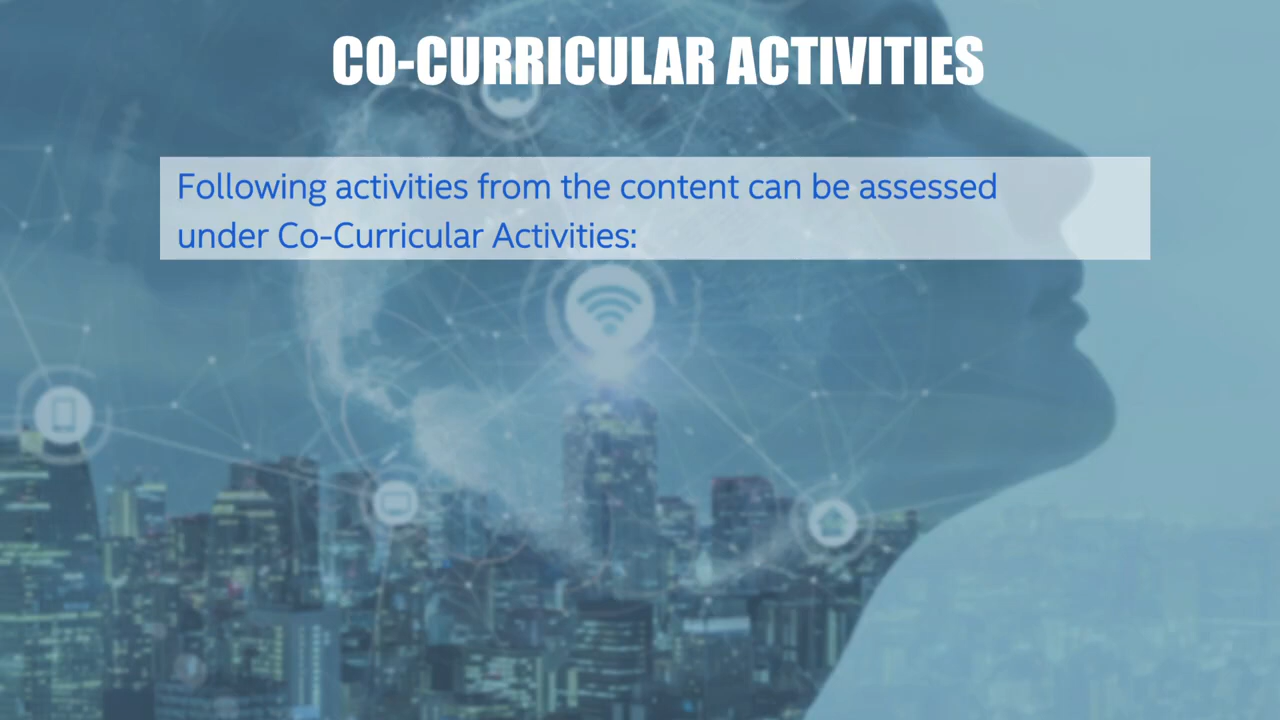 CO-CURRICULAR ACTIVITIES
Following activities from the content can be assessed
under Co-Curricular Activities: